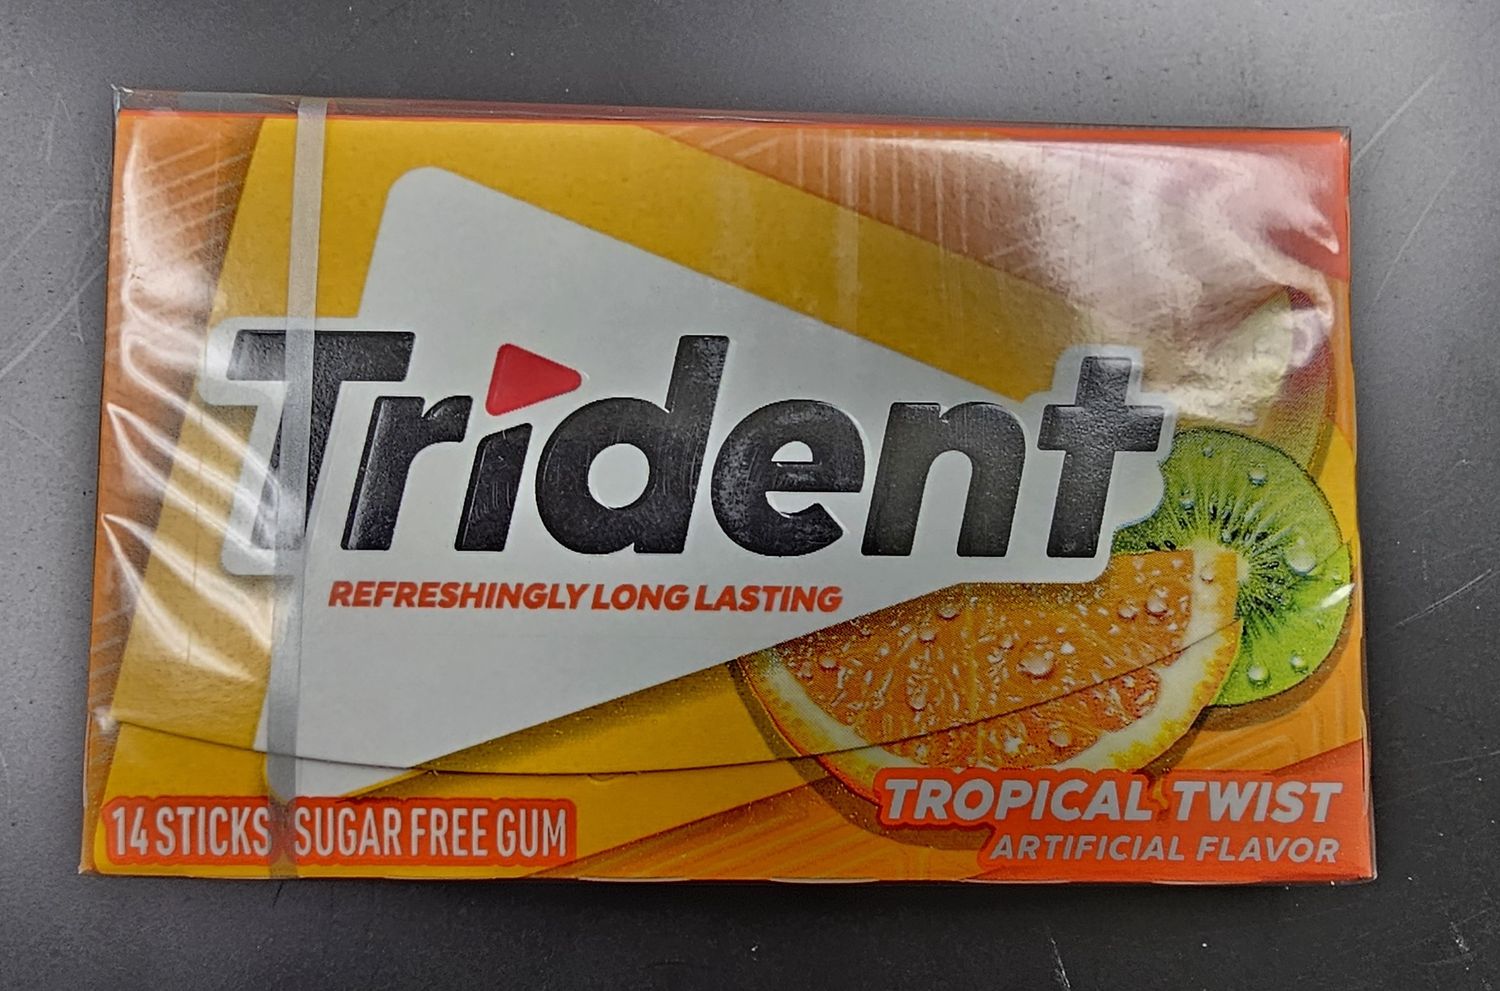 Trident
REFRESHINGLY LONG LASTING
14 STICKS SUGAR FREE GUM
TROPICAL TWIST
ARTIFICIAL FLAVOR